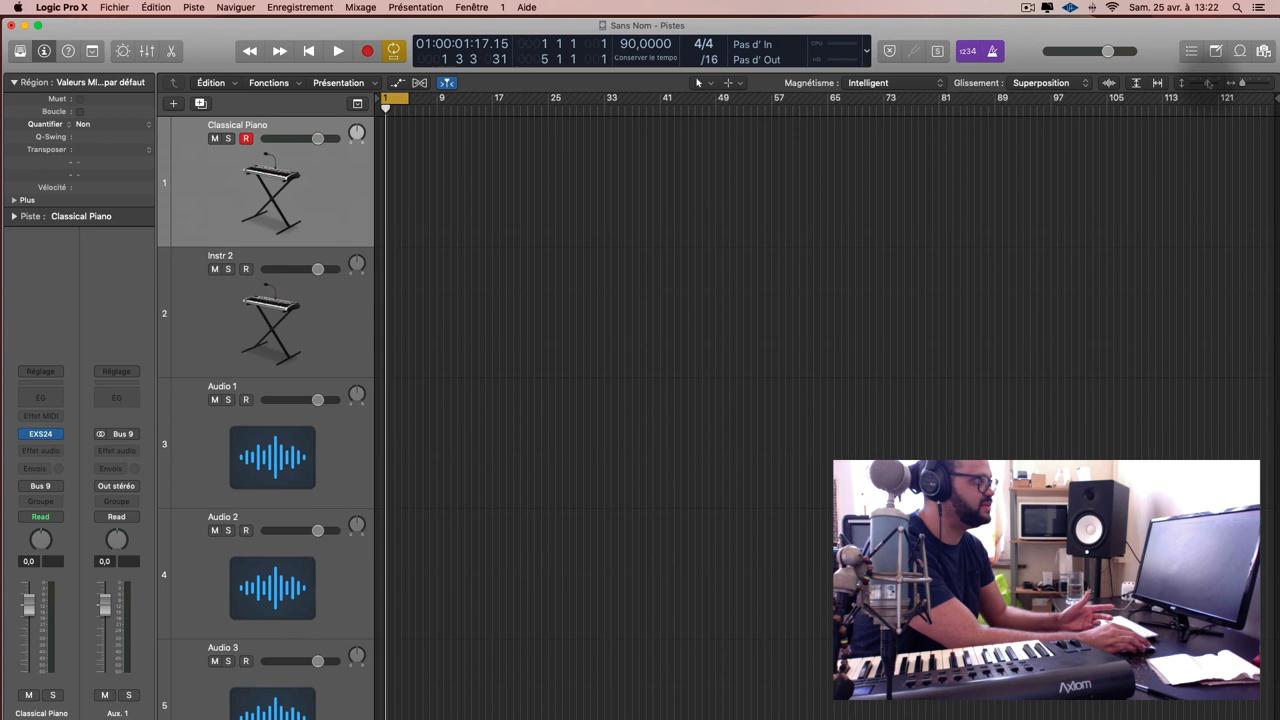 Logic Pro X Fichier Édition Piste Naviguer Enregistrement Mixage Présentation Fenêtre 1 Aide Sam. 25 avr. à 13:22
Sans Nom - Pistes
01:00:01:17.15 1 1 1 1 90,0000 4/4 Pas d' In CPU
1 3 3 31 5 1 1 1 Conserver le tempo /16 Pas d' Out
1234
Région : Valeurs MI...par défaut
Muet :
Boucle :
Quantifier Non
Q-Swing :
Transposer :
Vélocité :
Plus
Piste : Classical Piano
Édition Fonctions Présentation Magnétisme : Intelligent Glissement : Superposition
1 9 17 25 33 41 49 57 65 73 81 89 97 105 113 121
Classical Piano
M S R
1
Instr 2
M S R
2
Audio 1
M S R
3
Audio 2
M S R
4
Audio 3
M S R
5
Réglage Réglage
ÉG ÉG
Effet MIDI
EXS24 Bus 9
Effet audio Effet audio
Envois Envois
Bus 9 Out stéréo
Groupe Groupe
Read Read
0,0 0,0
M S M S
Classical Piano Aux. 1
Axiom